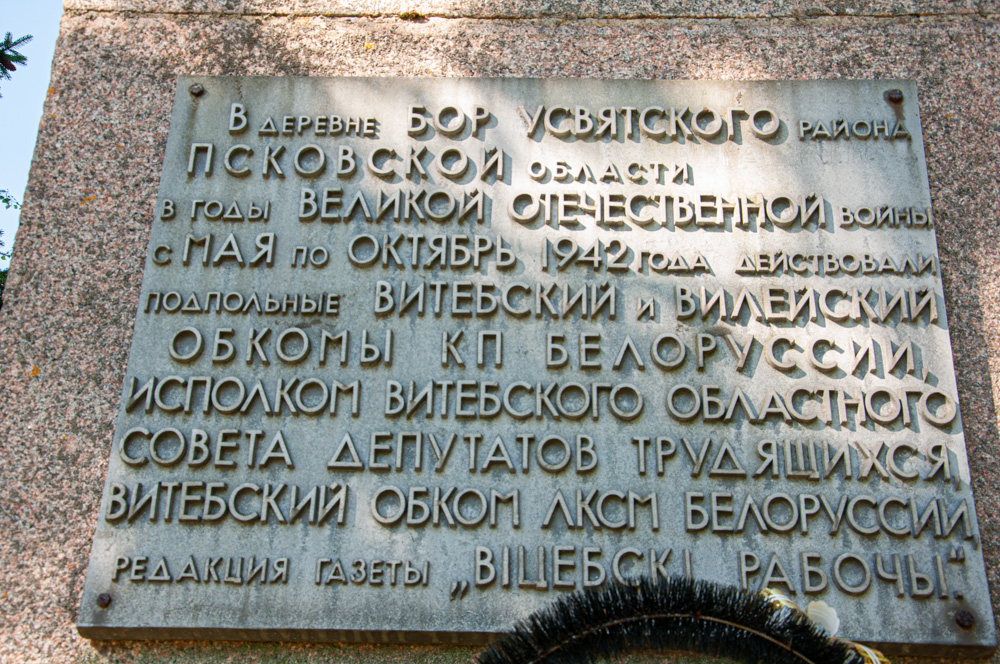 В ДЕРЕВНЕ БОР УСВЯТСКОГО РАЙОНА
ПСКОВСКОЙ ОБЛАСТИ
В ГОДЫ ВЕЛИКОЙ ОТЕЧЕСТВЕННОЙ ВОЙНЫ
С МАЯ ПО ОКТЯБРЬ 1942 ГОДА ДЕЙСТВОВАЛИ
ПОДПОЛЬНЫЕ ВИТЕБСКИЙ И ВИЛЕЙСКИЙ
ОБКОМЫ КП БЕЛОРУССИИ,
ИСПОЛКОМ ВИТЕБСКОГО ОБЛАСТНОГО
СОВЕТА ДЕПУТАТОВ ТРУДЯЩИХСЯ,
ВИТЕБСКИЙ ОБКОМ ЛКСМ БЕЛОРУССИИ,
РЕДАКЦИЯ ГАЗЕТЫ „ВІЦЕБСКІ РАБОЧЫ".